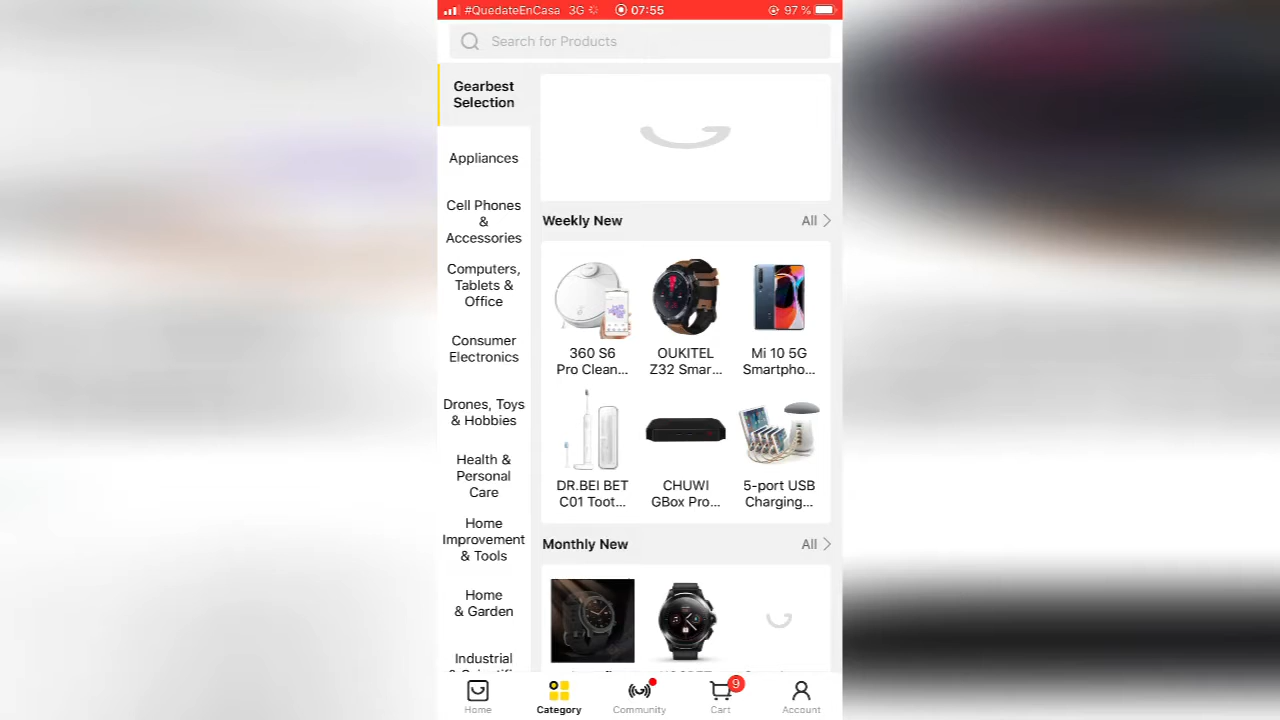 #QuedateEnCasa 3G 07:55 97 %
Search for Products
Gearbest
Selection
Appliances
Cell Phones
&
Accessories
Computers,
Tablets &
Office
Consumer
Electronics
Drones, Toys
& Hobbies
Health &
Personal
Care
Home
Improvement
& Tools
Home
& Garden
Industrial
Weekly New All
360 S6
Pro Clean...
OUKITEL
Z32 Smar...
Mi 10 5G
Smartpho...
DR.BEI BET
C01 Toot...
CHUWI
GBox Pro...
5-port USB
Charging...
Monthly New All
Home
Category
Community
9
Cart
Account